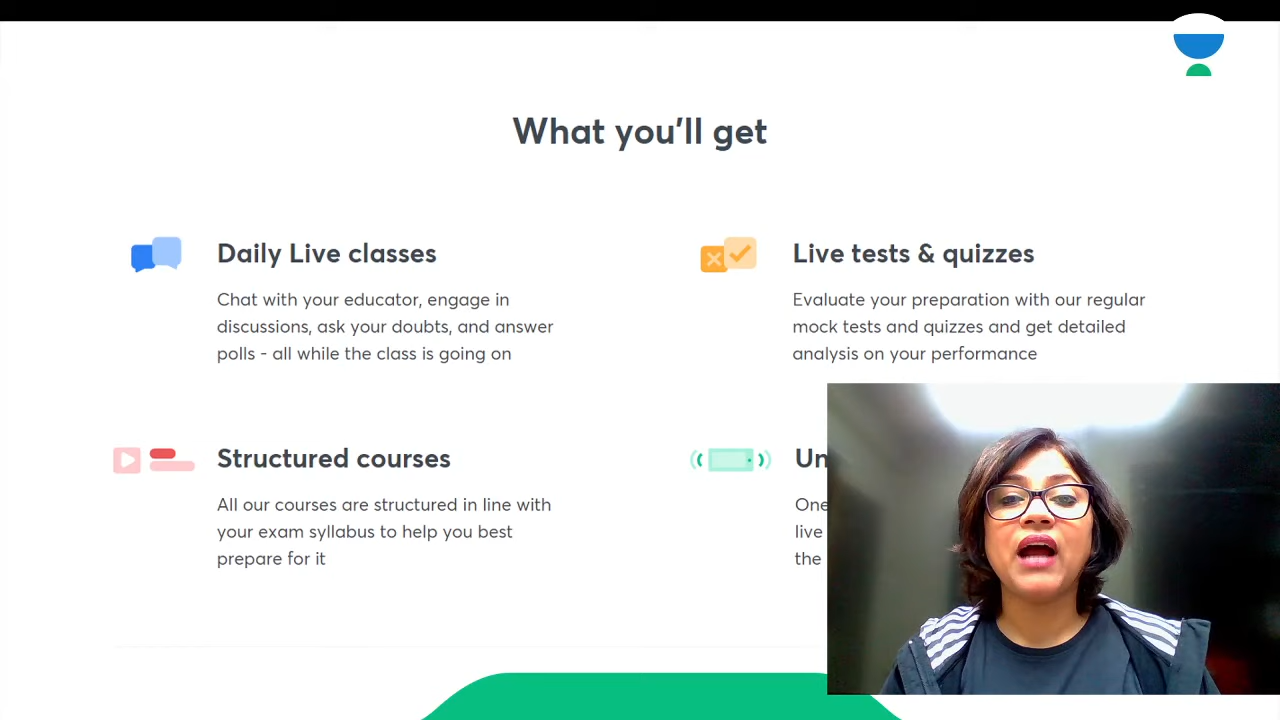 What you'll get
Daily Live classes
Chat with your educator, engage in
discussions, ask your doubts, and answer
polls - all while the class is going on
Live tests & quizzes
Evaluate your preparation with our regular
mock tests and quizzes and get detailed
analysis on your performance
Structured courses
All our courses are structured in line with
your exam syllabus to help you best
prepare for it
Un
One
live
the